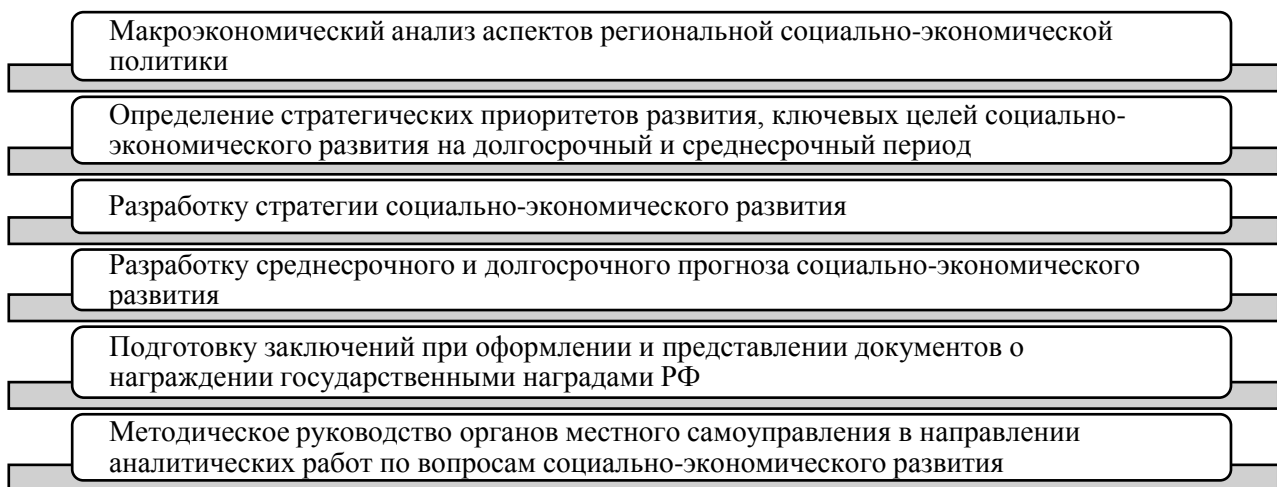 Макроэкономический анализ аспектов региональной социально-экономической
политики
Определение стратегических приоритетов развития, ключевых целей социально-
экономического развития на долгосрочный и среднесрочный период
Разработку стратегии социально-экономического развития
Разработку среднесрочного и долгосрочного прогноза социально-экономического
развития
Подготовку заключений при оформлении и представлении документов о
награждении государственными наградами РФ
Методическое руководство органов местного самоуправления в направлении
аналитических работ по вопросам социально-экономического развития